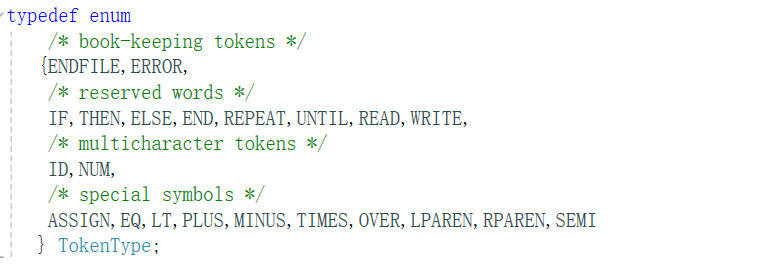 typedef enum
/* book-keeping tokens */
{ENDFILE,ERROR,
/* reserved words */
IF,THEN,ELSE,END,REPEAT,UNTIL,READ,WRITE,
/* multicharacter tokens */
ID,NUM,
/* special symbols */
ASSIGN,EQ,LT,PLUS,MINUS,TIMES,OVER,LPAREN,RPAREN,SEMI
} TokenType;